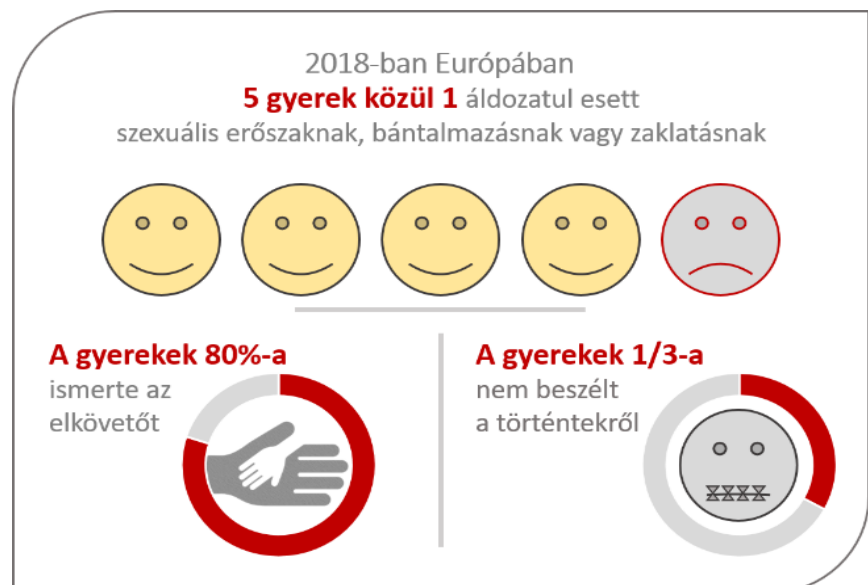 2018-ban Európában
5 gyerek közül 1 áldozatul esett
szexuális erőszaknak, bántalmazásnak vagy zaklatásnak
A gyerekek 80%-a
ismerte az
elkövetőt
A gyerekek 1/3-a
nem beszélt
a történtekről